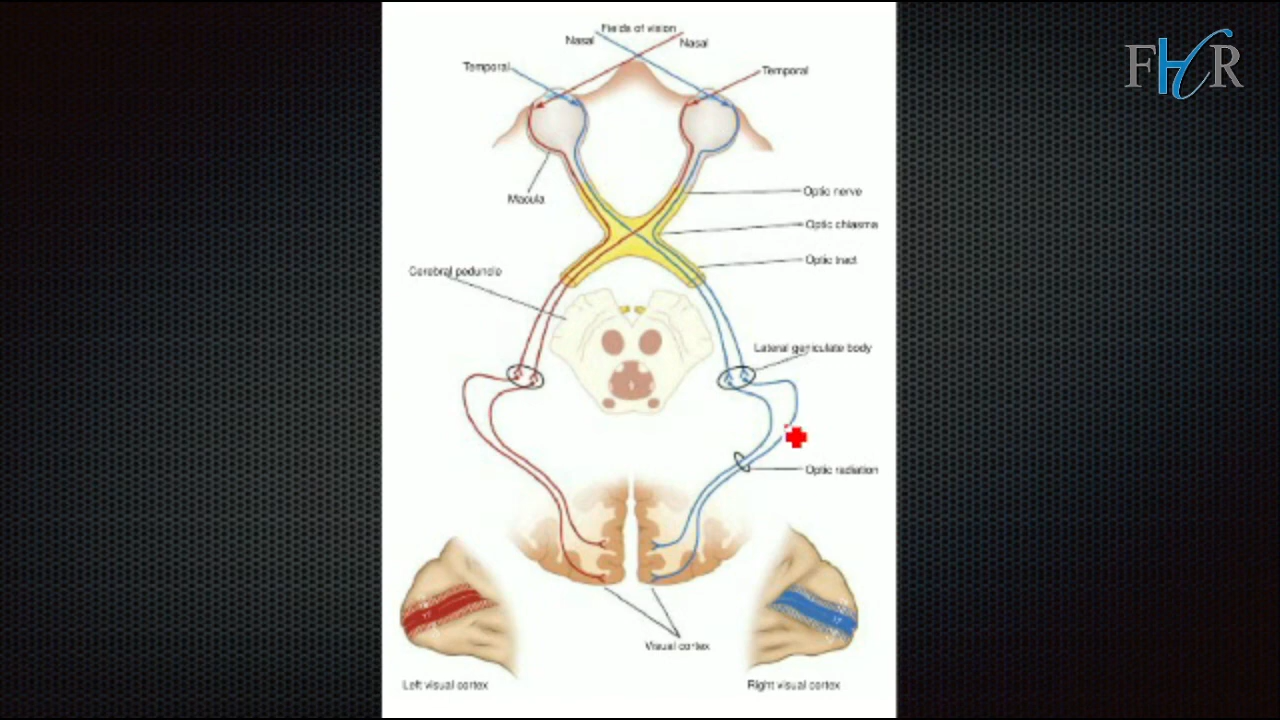 FHR
Fields of vision
Nasal
Nasal
Temporal
Temporal
Macula
Optic nerve
Optic chiasma
Optic tract
Cerebral peduncle
Lateral geniculate body
Optic radiation
Visual cortex
Left visual cortex
Right visual cortex